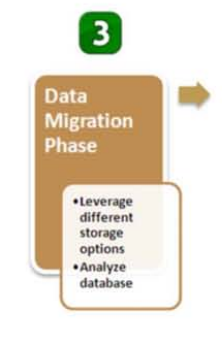 3
Data
Migration
Phase
•Leverage
different
storage
options
•Analyze
database